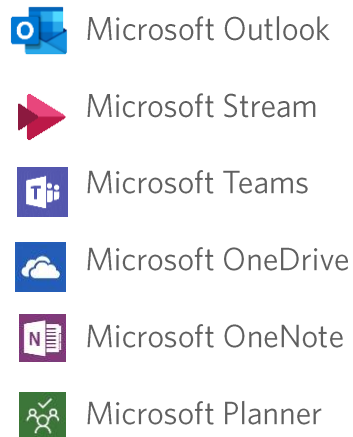 Microsoft Outlook
Microsoft Stream
Microsoft Teams
Microsoft OneDrive
Microsoft OneNote
Microsoft Planner